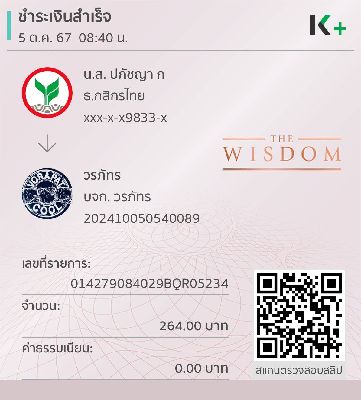 ชำระเงินสำเร็จ
5 ต.ค. 67 08:40 น.
K+
น.ส. ปภัชญา ก
ธ.กสิกรไทย
xxx-x-x9833-x
THE
WISDOM
วรภัทร
บจก. วรภัทร
202410050540089
เลขที่รายการ:
014279084029BQR05234
จำนวน:
264.00 บาท
ค่าธรรมเนียม:
0.00 บาท
สแกนตรวจสอบสลิป